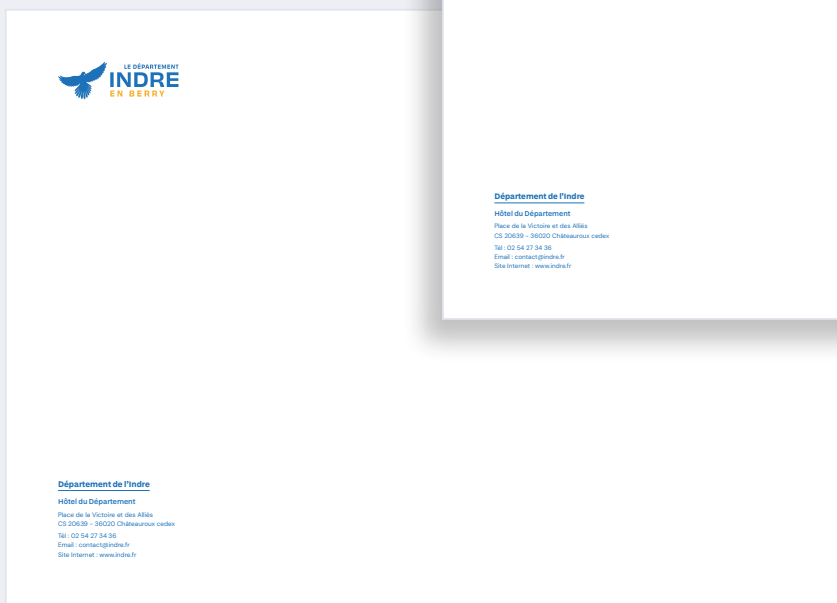 LE DÉPARTEMENT
INDRE
EN BERRY
Département de l'Indre
Hôtel du Département
Place de la Victoire et des Alliés
CS 20639 - 36020 Châteauroux cedex
Tél : 02 54 27 34 36
Email : contact@indre.fr
Site Internet : www.indre.fr
Département de l'Indre
Hôtel du Département
Place de la Victoire et des Alliés
CS 20639 - 36020 Châteauroux cedex
Tél : 02 54 27 34 36
Email : contact@indre.fr
Site Internet : www.indre.fr